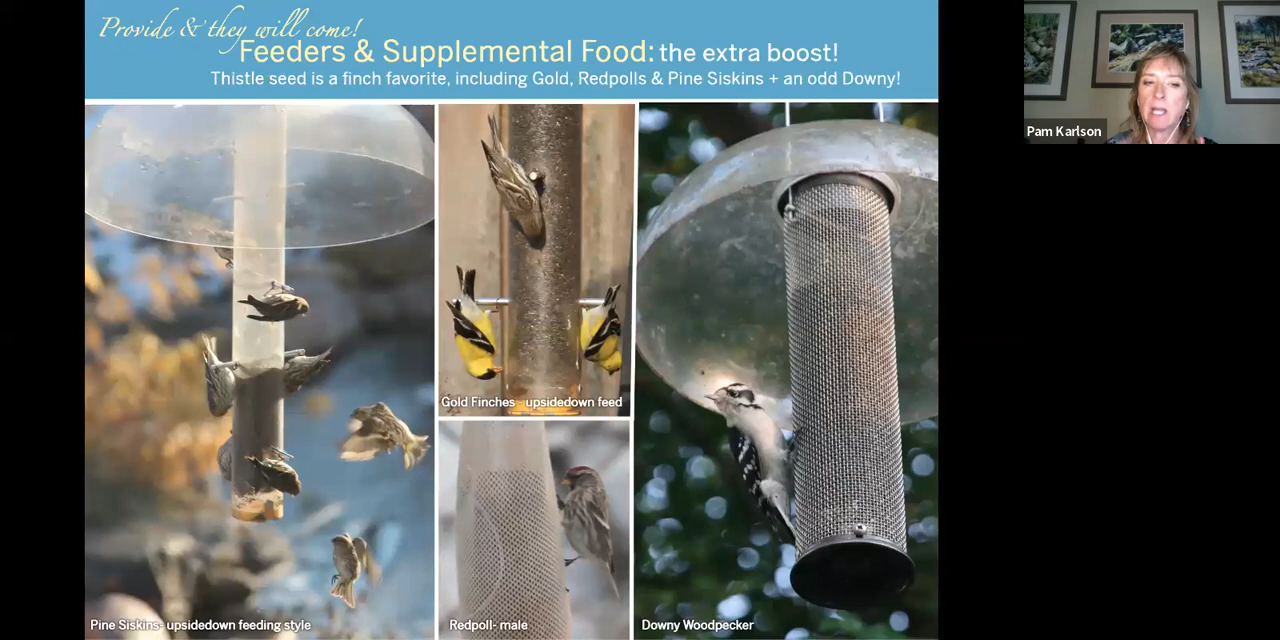 Provide & they will come!
Feeders & Supplemental Food: the extra boost!
Thistle seed is a finch favorite, including Gold, Redpolls & Pine Siskins + an odd Downy!
Pam Karlson
Gold Finches - upsidedown feed
Pine Siskins- upsidedown feeding style
Redpoll- male
Downy Woodpecker